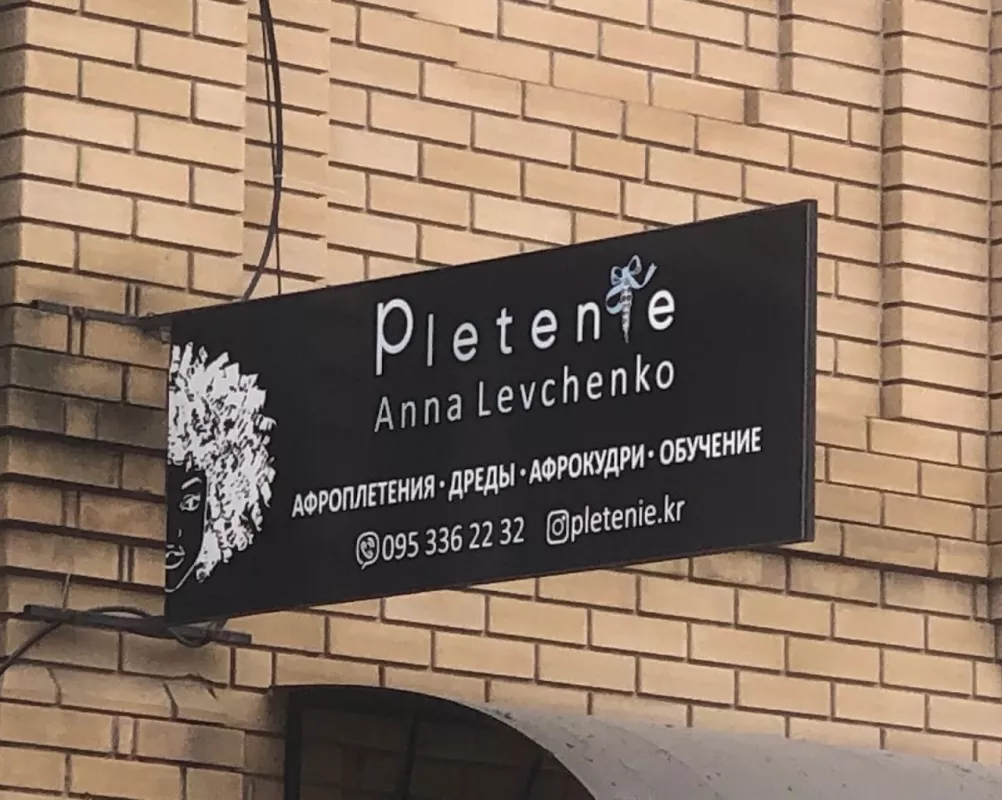 Pletenie
Anna Levchenko
АФРОПЛЕТЕНИЯ · ДРЕДЫ · АФРОКУДРИ · ОБУЧЕНИЕ
095 336 22 32 pletenie.kr